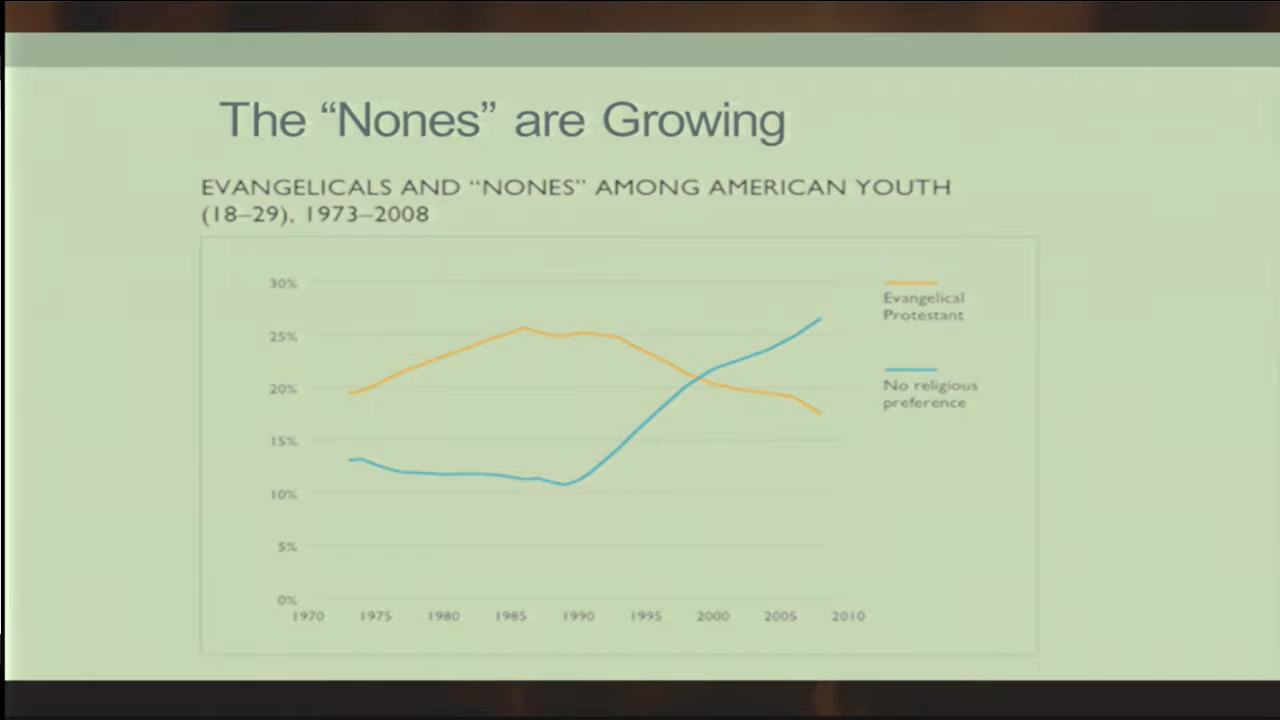 The “Nones” are Growing
EVANGELICALS AND “NONES” AMONG AMERICAN YOUTH
(18–29), 1973–2008
30%
25%
20%
15%
10%
5%
0%
1970 1975 1980 1985 1990 1995 2000 2005 2010
Evangelical
Protestant
No religious
preference